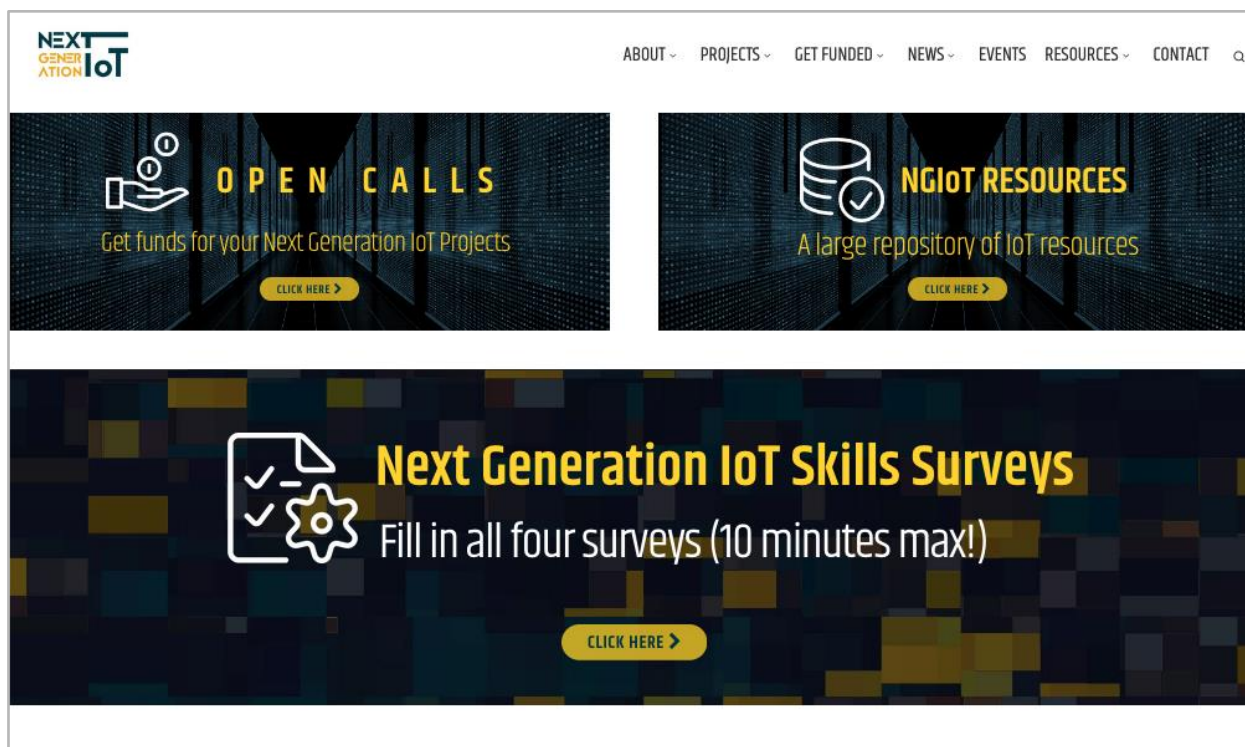 NEXT
GENER
ATION IoT
ABOUT PROJECTS GET FUNDED NEWS EVENTS RESOURCES CONTACT
OPEN CALLS
Get funds for your Next Generation IoT Projects
CLICK HERE
NGIoT RESOURCES
A large repository of IoT resources
CLICK HERE
Next Generation IoT Skills Surveys
Fill in all four surveys (10 minutes max!)
CLICK HERE